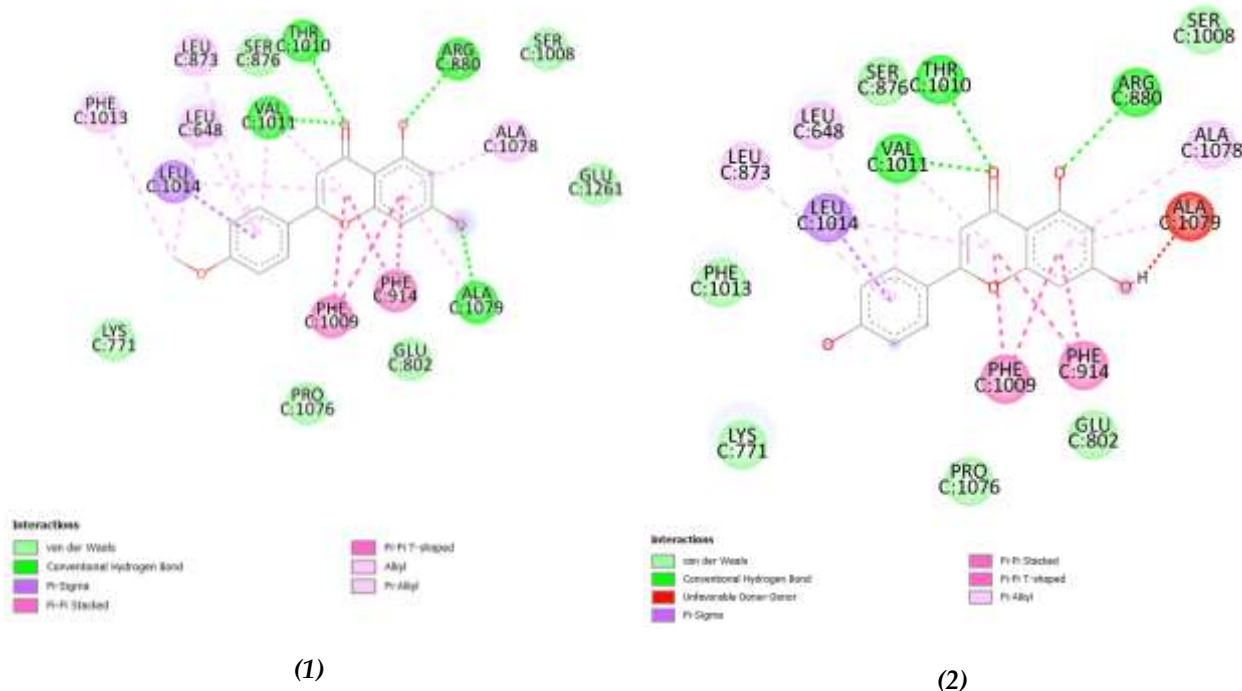 LEU
C:873
SER
C:876
THR
C:1010
ARG
C:880
SER
C:1008
PHE
C:1013
LEU
C:648
VAL
C:1011
ALA
C:1078
LEU
C:1014
GLU
C:1261
PHE
C:914
ALA
C:1079
PHE
C:1009
LYS
C:771
GLU
C:802
PRO
C:1076
Interactions
van der Waals
Conventional Hydrogen Bond
Pi-Sigma
Pi-Pi Stacked
Pi-Pi T-shaped
Alkyl
Pi-Alkyl
(1)
SER
C:1008
SER
C:876
THR
C:1010
ARG
C:880
LEU
C:648
VAL
C:1011
ALA
C:1078
LEU
C:873
LEU
C:1014
ALA
C:1079
PHE
C:1013
H
PHE
C:1009
PHE
C:914
LYS
C:771
GLU
C:802
PRO
C:1076
Interactions
van der Waals
Conventional Hydrogen Bond
Unfavorable Donor-Donor
Pi-Sigma
Pi-Pi Stacked
Pi-Pi T-shaped
Pi-Alkyl
(2)